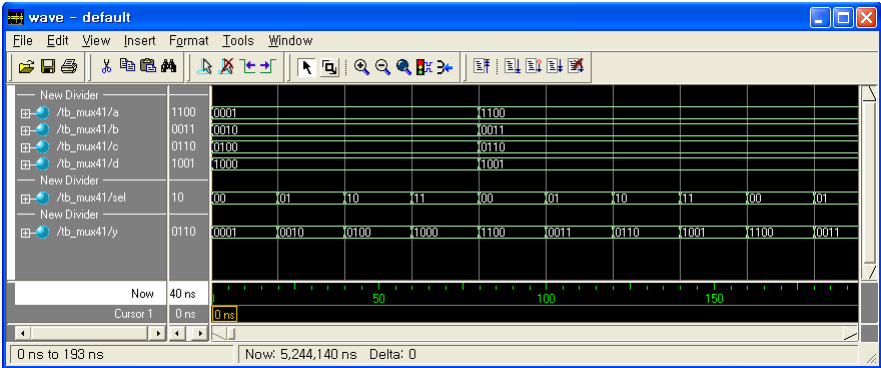 wave - default
File Edit View Insert Format Tools Window
New Divider
/tb_mux41/a 1100 0001 1100
/tb_mux41/b 0011 0010 0011
/tb_mux41/c 0110 0100 0110
/tb_mux41/d 1001 1000 1001
New Divider
/tb_mux41/sel 10 00 01 10 11 00 01 10 11 00 01
New Divider
/tb_mux41/y 0110 0001 0010 0100 1000 1100 0011 0110 1001 1100 0011
Now 40 ns 50 100 150
Cursor 1 0 ns 0 ns
0 ns to 193 ns Now: 5,244,140 ns Delta: 0